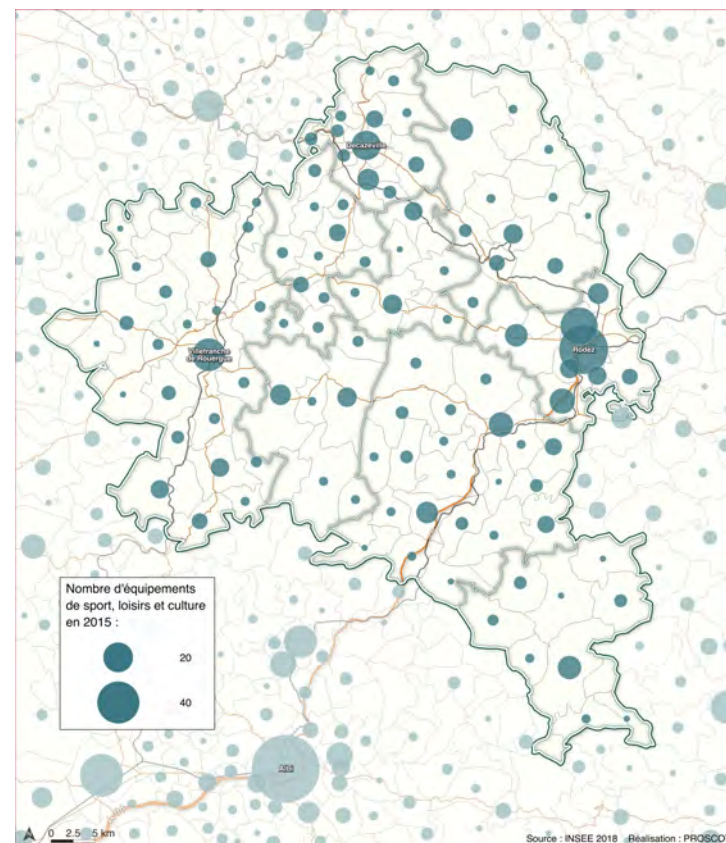 Decazeville
Villefranche
de Rouergue
Rodez
Nombre d'équipements
de sport, loisirs et culture
en 2015 :
20
40
Albi
0 2.5 5 km
Source : INSEE 2018 Réalisation : PROSCOT